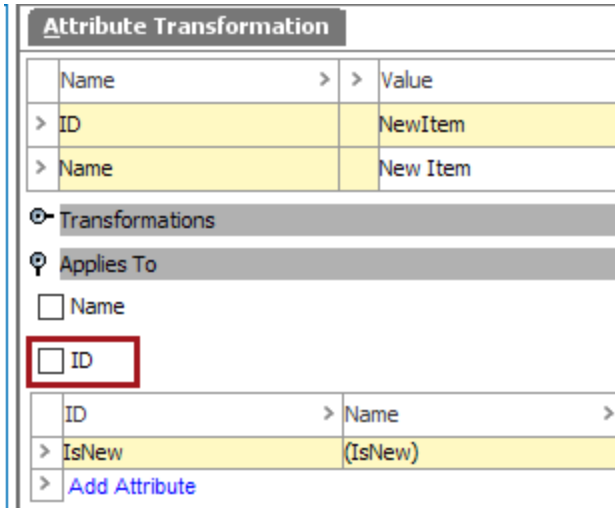 Attribute Transformation
Name > > Value
> ID NewItem
> Name New Item
Transformations
Applies To
Name
ID
ID > Name >
> IsNew (IsNew)
> Add Attribute